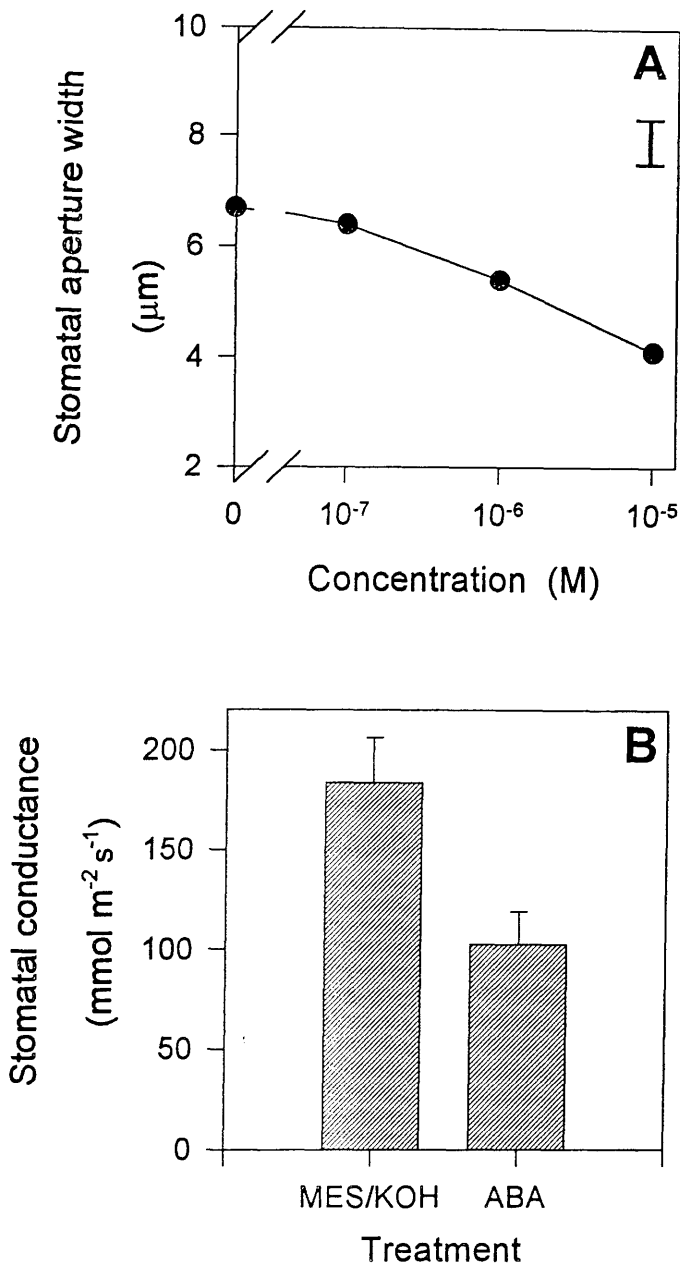 A
Stomatal aperture width
(μm)
10
8
6
4
2
0
10⁻⁷
10⁻⁶
10⁻⁵
Concentration (M)
B
Stomatal conductance
(mmol m⁻² s⁻¹)
200
150
100
50
0
MES/KOH
ABA
Treatment